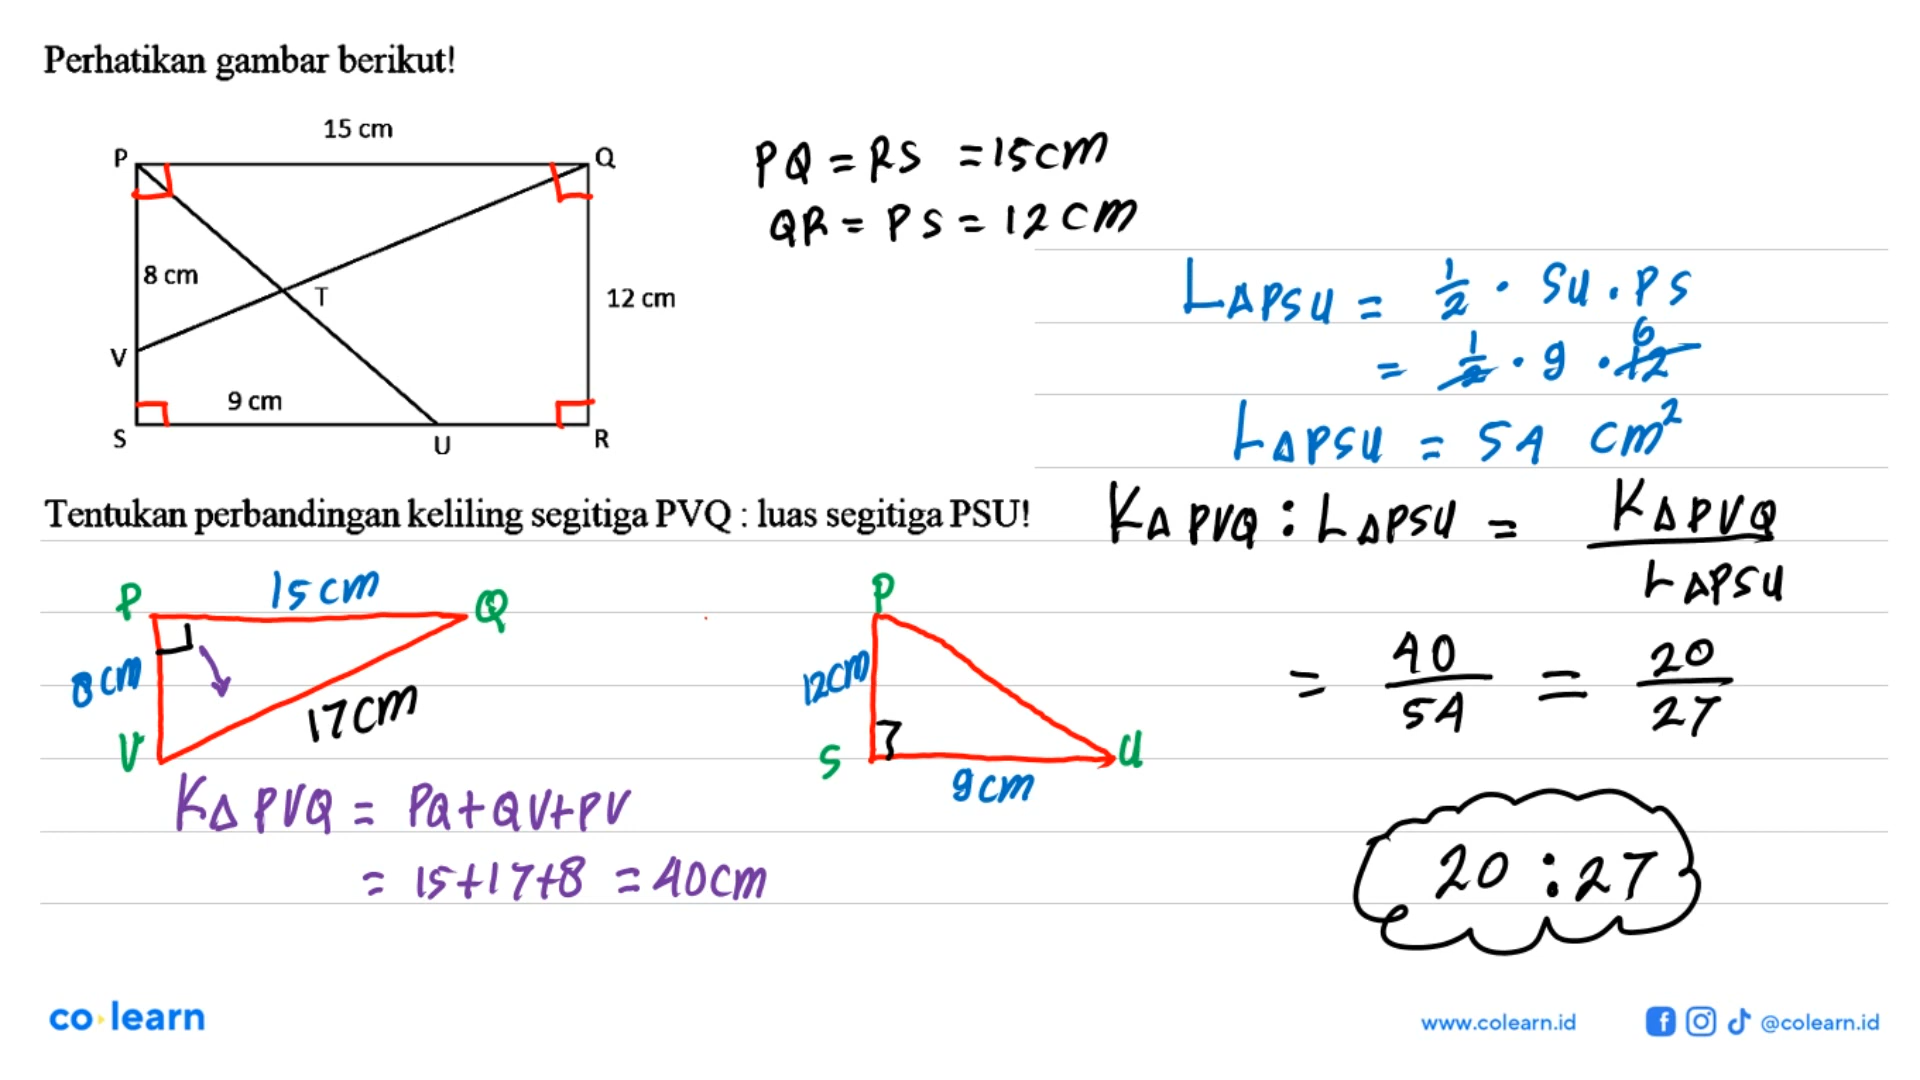 Perhatikan gambar berikut!
15 cm
P
Q
8 cm
T
12 cm
V
9 cm
S
U
R
PQ = RS = 15 cm
QR = PS = 12 cm
L△PSU = 1/2 · SU · PS
= 1/2 · 9 · 12 6
L△PSU = 54 cm²
Tentukan perbandingan keliling segitiga PVQ : luas segitiga PSU!
K△PVQ : L△PSU = K△PVQ / L△PSU
= 40/54 = 20/27
20 : 27
P
15 cm
Q
8 cm
17 cm
V
K△PVQ = PQ + QV + PV
= 15 + 17 + 8 = 40 cm
P
12 cm
S
U
9 cm
co learn
www.colearn.id
@colearn.id